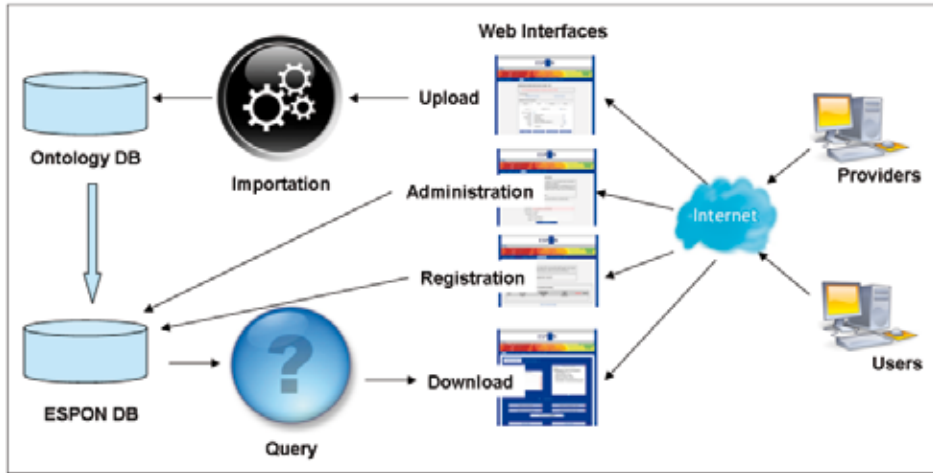 Web Interfaces
Upload
Ontology DB
Importation
Providers
Administration
Internet
Registration
Users
Download
ESPON DB
Query
?